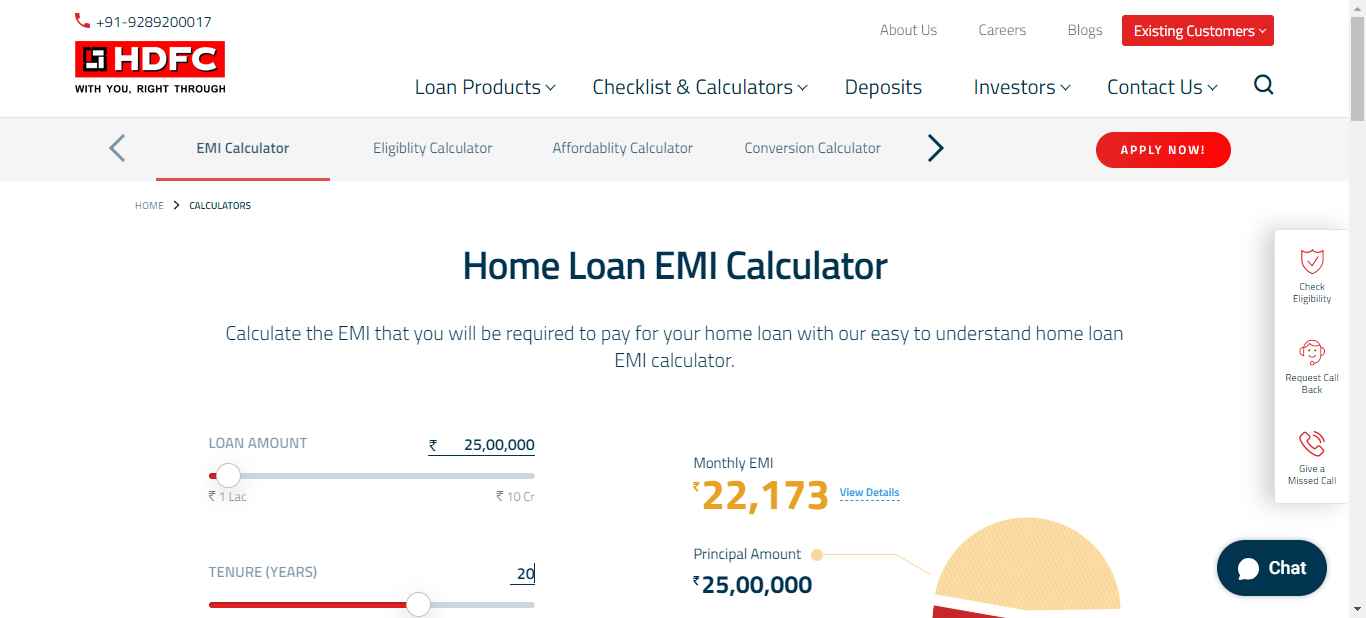 +91-9289200017
About Us
Careers
Blogs
Existing Customers
HDFC
WITH YOU, RIGHT THROUGH
Loan Products
Checklist & Calculators
Deposits
Investors
Contact Us
EMI Calculator
Eligiblity Calculator
Affordablity Calculator
Conversion Calculator
APPLY NOW!
HOME
CALCULATORS
Home Loan EMI Calculator
Calculate the EMI that you will be required to pay for your home loan with our easy to understand home loan
EMI calculator.
Check
Eligibility
Request Call
Back
Give a
Missed Call
LOAN AMOUNT
₹ 25,00,000
₹ 1 Lac
₹ 10 Cr
TENURE (YEARS)
20
Monthly EMI
₹22,173
View Details
Principal Amount
₹25,00,000
Chat